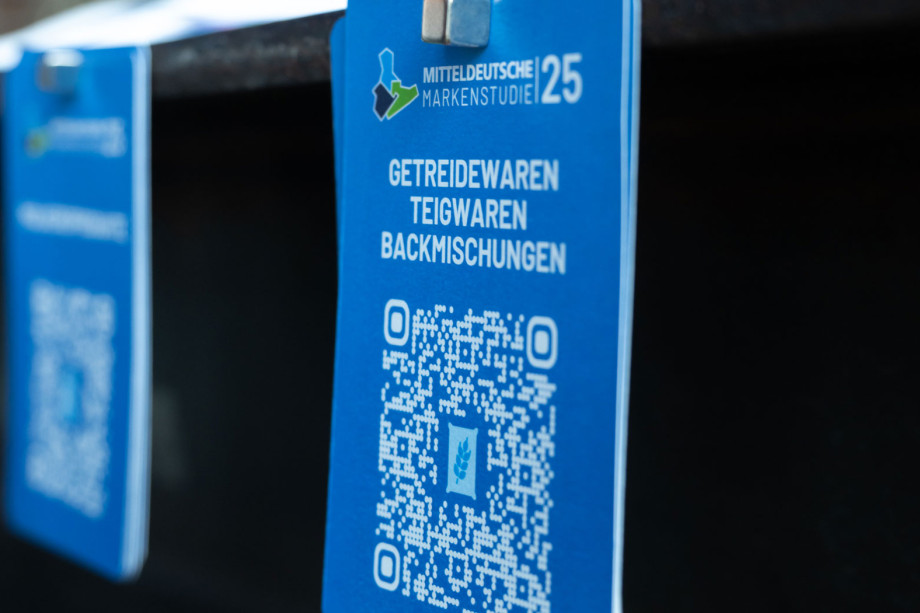 MITTELDEUTSCHE
MARKENSTUDIE
25
GETREIDEWAREN
TEIGWAREN
BACKMISCHUNGEN